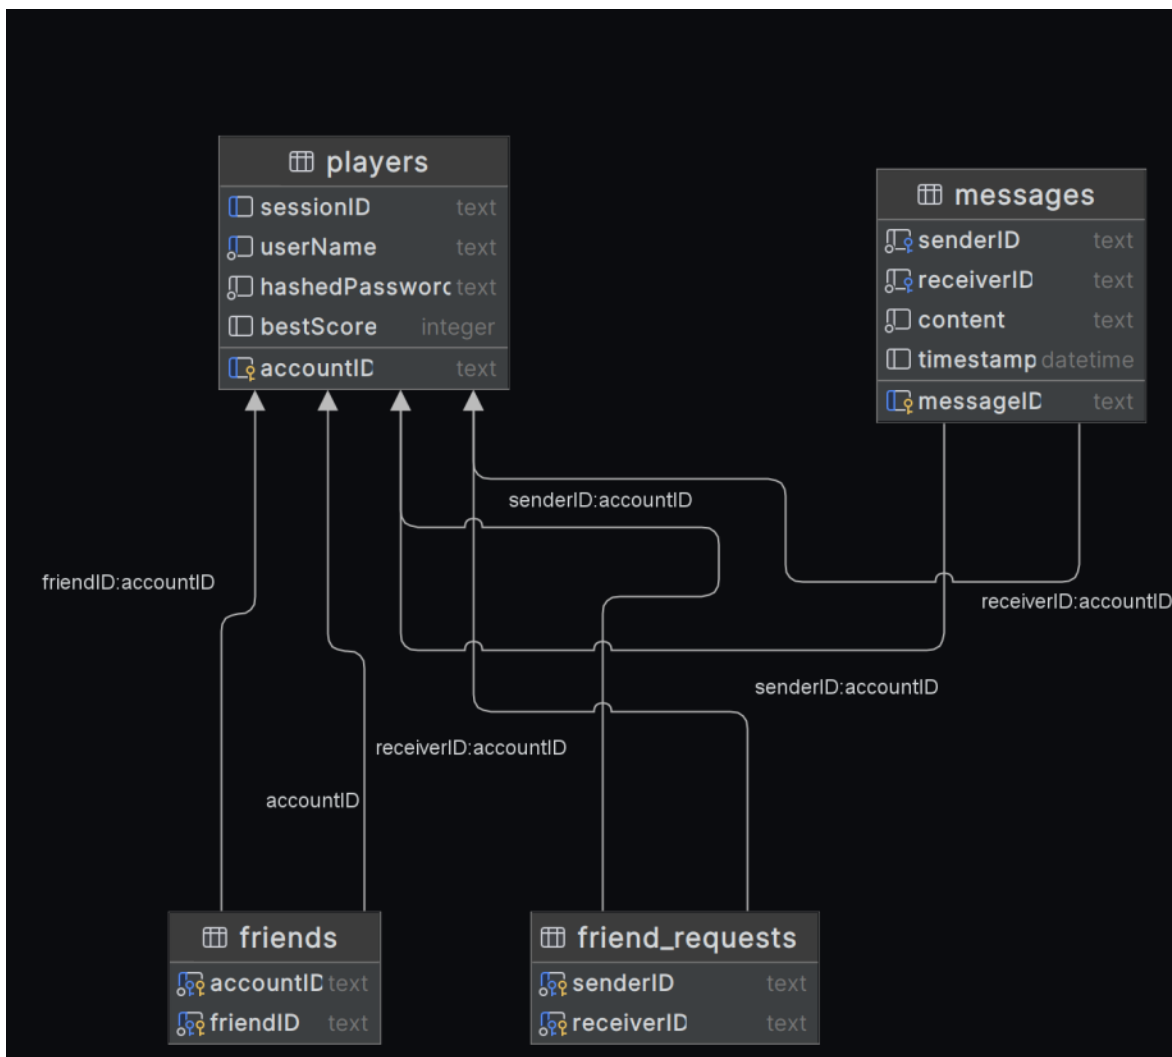 players
sessionID text
userName text
hashedPassword text
bestScore integer
accountID text
messages
senderID text
receiverID text
content text
timestamp datetime
messageID text
senderID:accountID
friendID:accountID
receiverID:accountID
senderID:accountID
receiverID:accountID
accountID
friends
accountID text
friendID text
friend_requests
senderID text
receiverID text